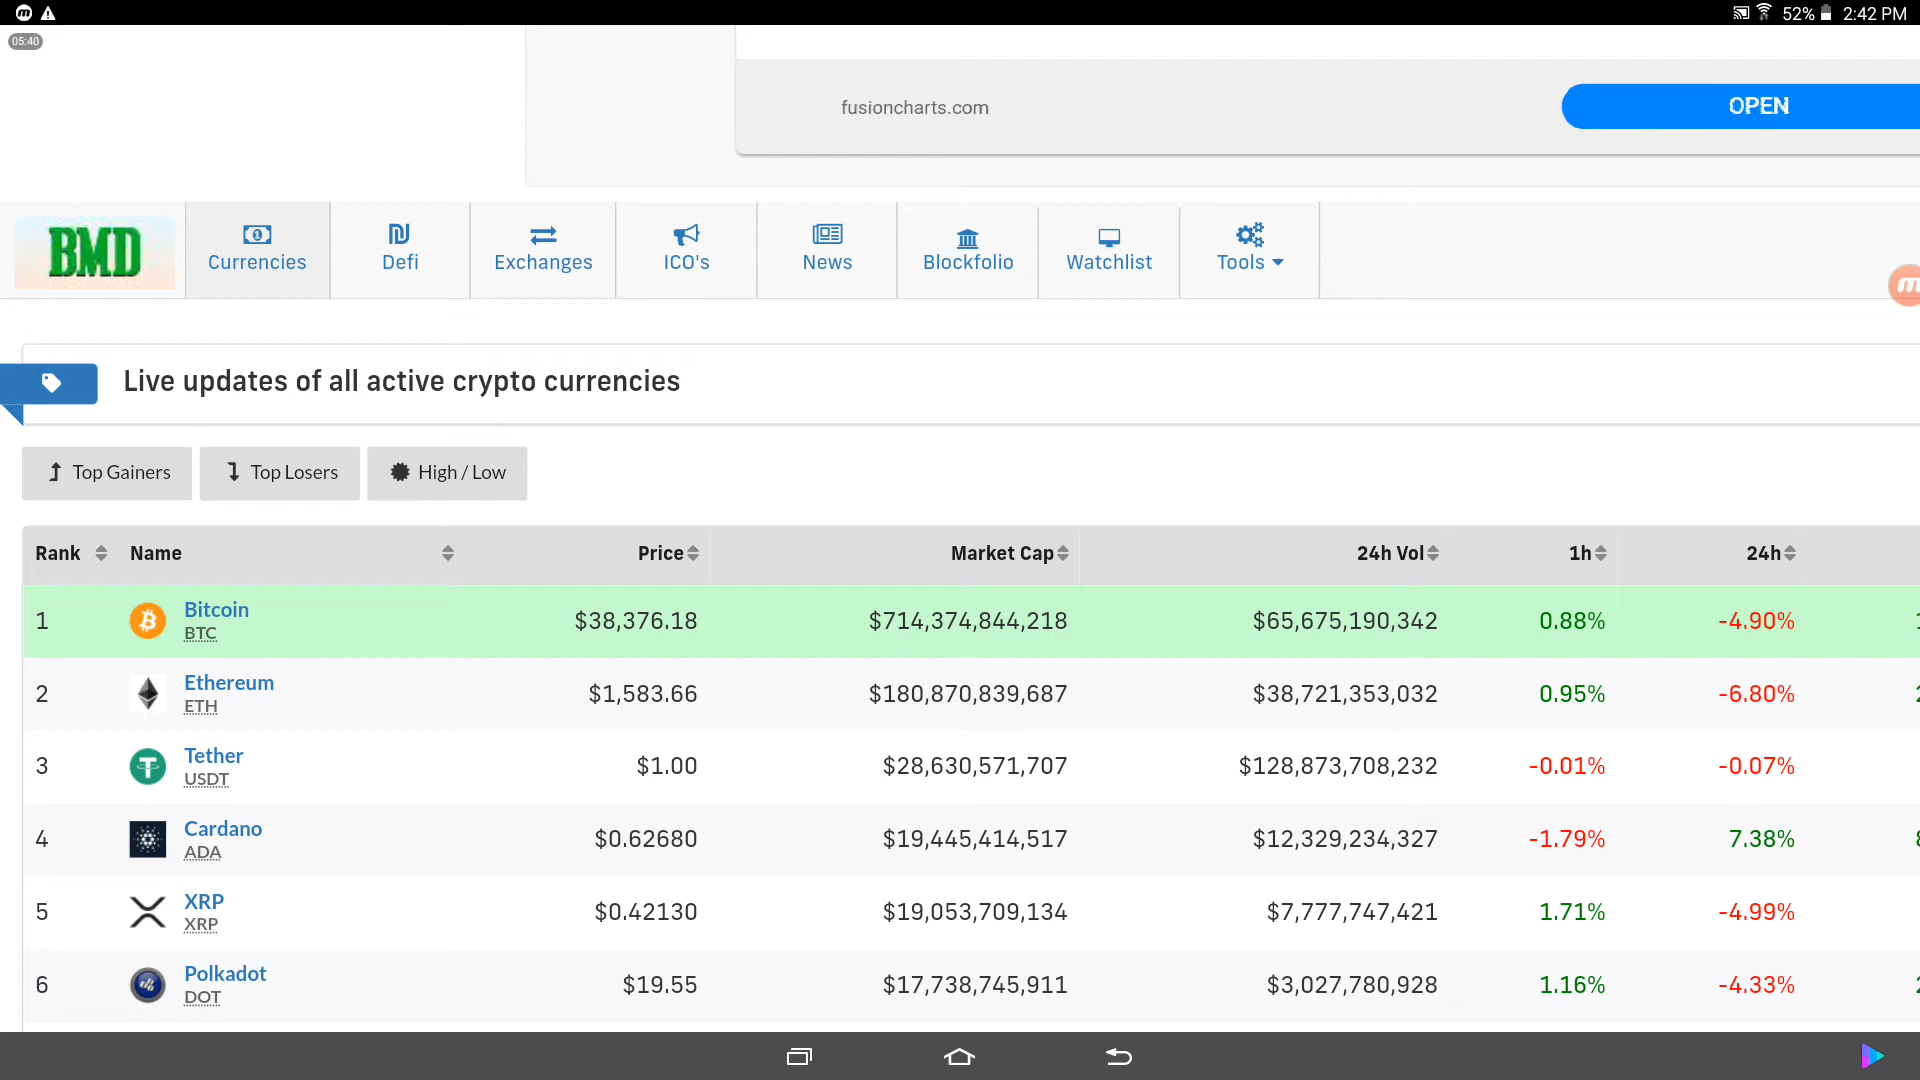 52% 2:42 PM
05:40
fusioncharts.com OPEN
BMD Currencies Defi Exchanges ICO's News Blockfolio Watchlist Tools
Live updates of all active crypto currencies
Top Gainers Top Losers High / Low
Rank Name Price Market Cap 24h Vol 1h 24h
1 Bitcoin BTC $38,376.18 $714,374,844,218 $65,675,190,342 0.88% -4.90%
2 Ethereum ETH $1,583.66 $180,870,839,687 $38,721,353,032 0.95% -6.80%
3 Tether USDT $1.00 $28,630,571,707 $128,873,708,232 -0.01% -0.07%
4 Cardano ADA $0.62680 $19,445,414,517 $12,329,234,327 -1.79% 7.38%
5 XRP XRP $0.42130 $19,053,709,134 $7,777,747,421 1.71% -4.99%
6 Polkadot DOT $19.55 $17,738,745,911 $3,027,780,928 1.16% -4.33%